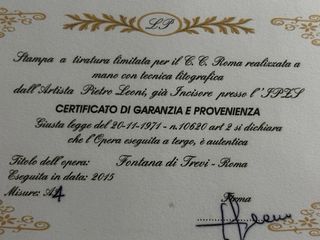 LP
Stampa a tiratura limitata per il C.C. Roma realizzata a
mano con tecnica litografica
dall'Artista Pietro Leoni, già Incisore presso l'IPZS
CERTIFICATO DI GARANZIA E PROVENIENZA
Giusta legge del 20-11-1971 - n.10620 art 2 si dichiara
che l'Opera eseguita a tergo, è autentica
Titolo dell'opera: Fontana di Trevi - Roma
Eseguita in data: 2015
Misure: A4
Firma